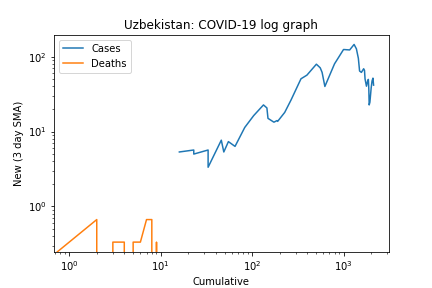 Uzbekistan: COVID-19 log graph
Cases
Deaths
New (3 day SMA)
10²
10¹
10⁰
10⁰ 10¹ 10² 10³
Cumulative